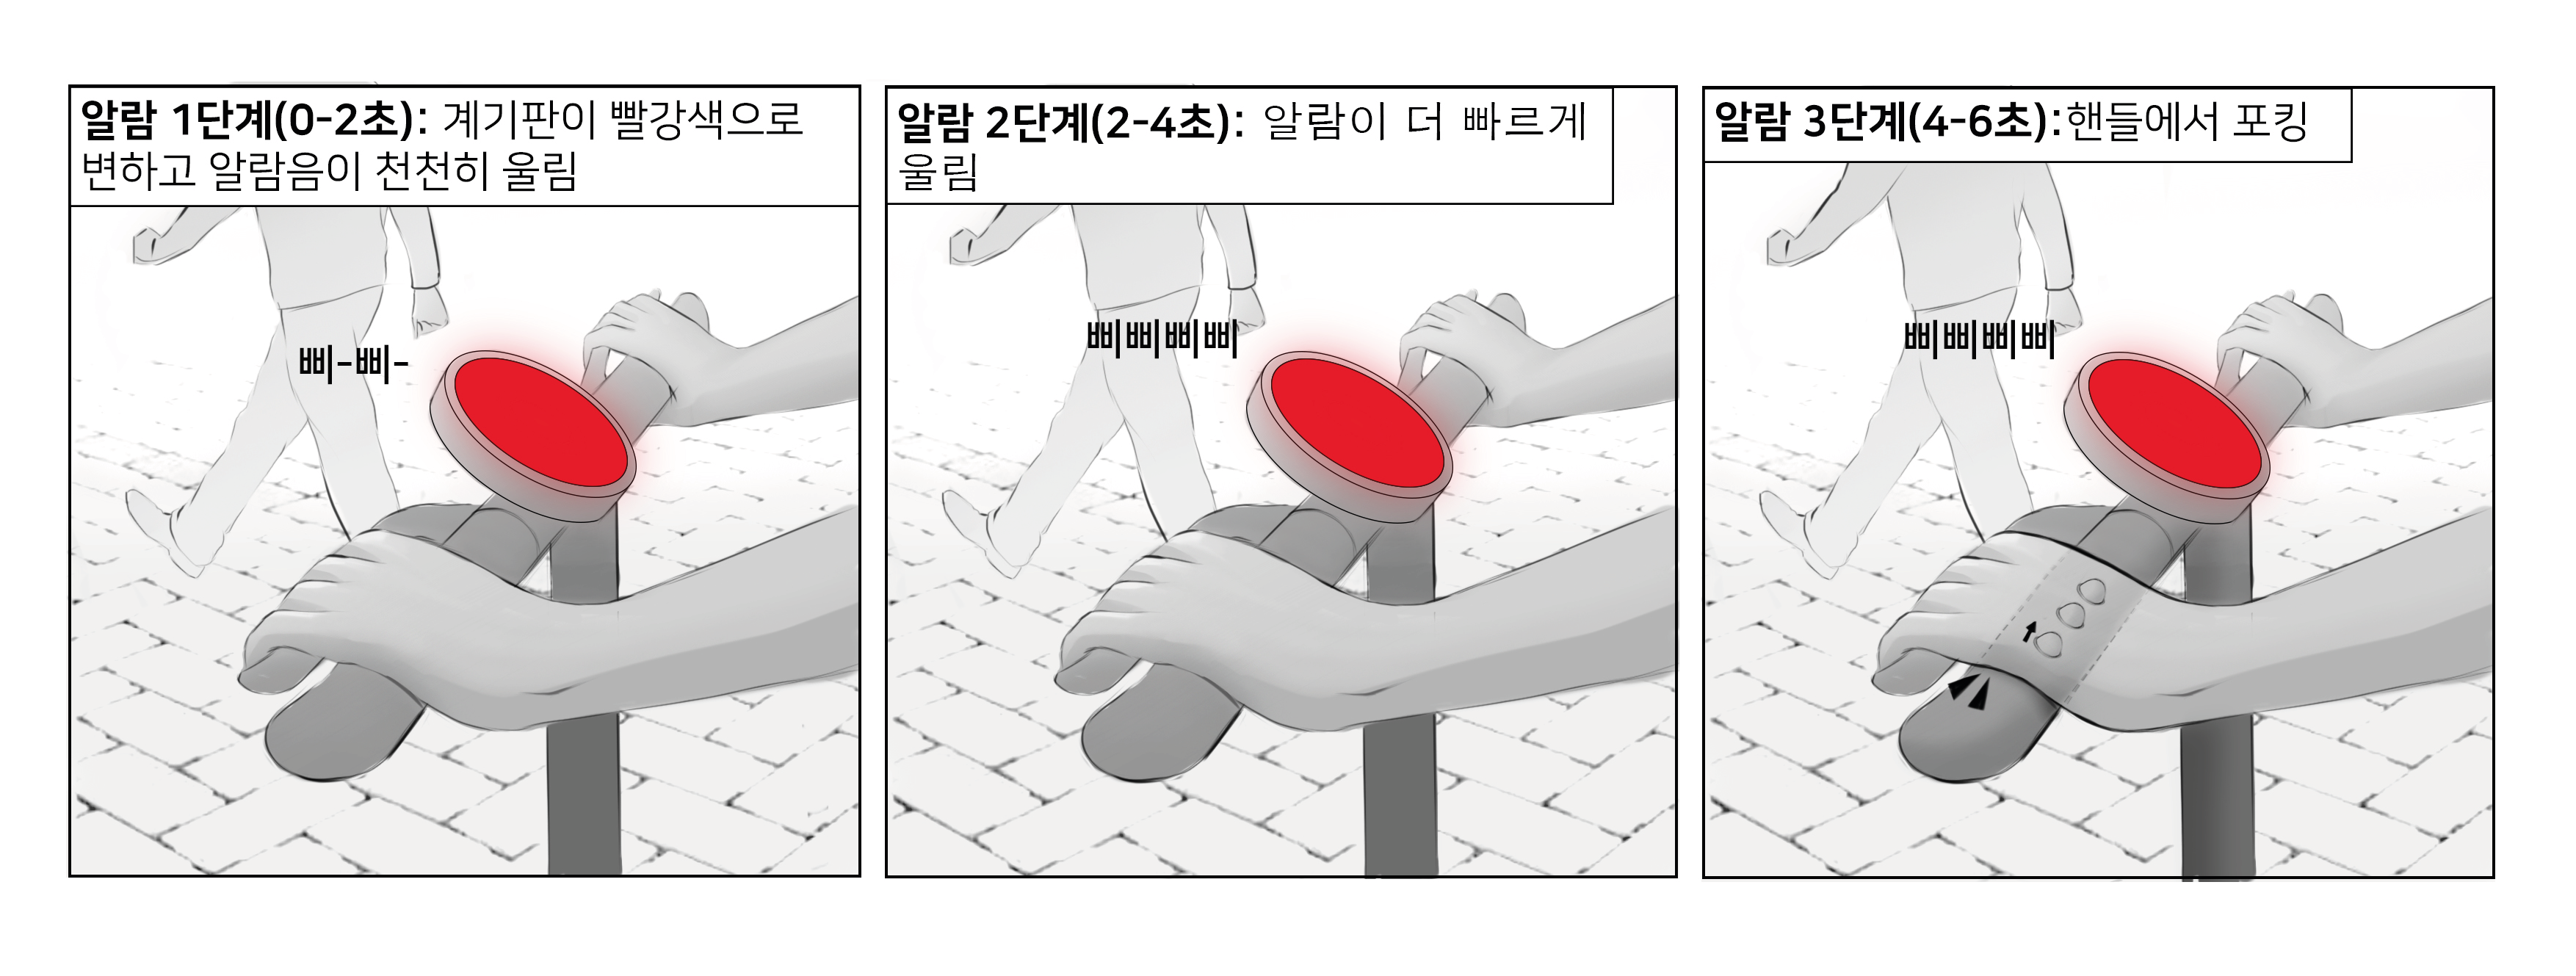 알람 1단계(0-2초): 계기판이 빨강색으로
변하고 알람음이 천천히 울림
삐-삐-
알람 2단계(2-4초): 알람이 더 빠르게
울림
삐삐삐삐
알람 3단계(4-6초):핸들에서 포킹
삐삐삐삐